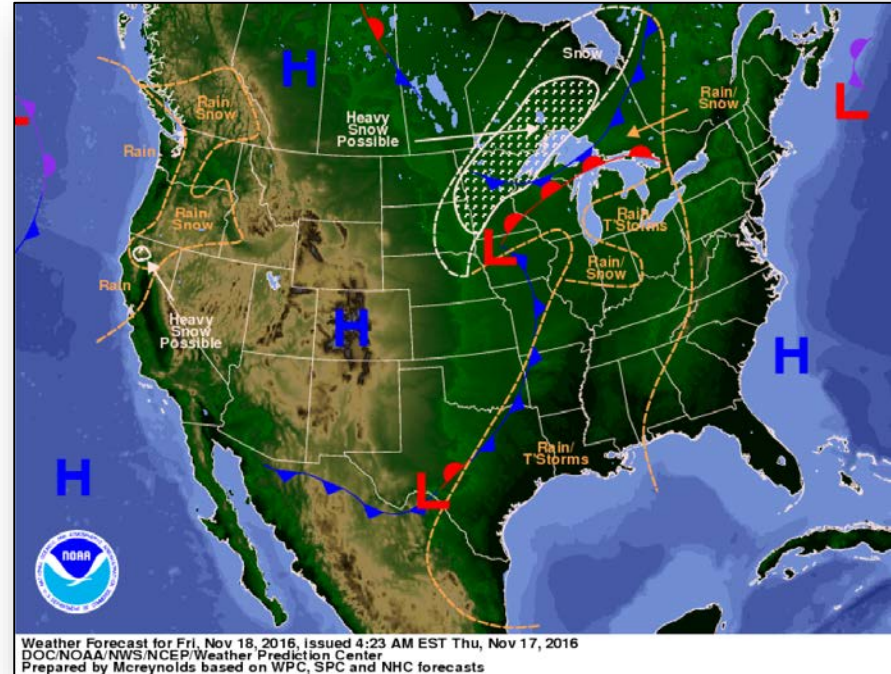 Snow
H
Rain
Snow
Rain/
Snow
Heavy
Snow
Possible
L
L
Rain
Rain/
Snow
Rain/
T'Storms
L
Rain/
Snow
Rain
Heavy
Snow
Possible
H
H
Rain/
T'Storms
H
L
NOAA
Weather Forecast for Fri, Nov 18, 2016, issued 4:23 AM EST Thu, Nov 17, 2016
DOC/NOAA/NWS/NCEP/Weather Prediction Center
Prepared by Mcreynolds based on WPC, SPC and NHC forecasts